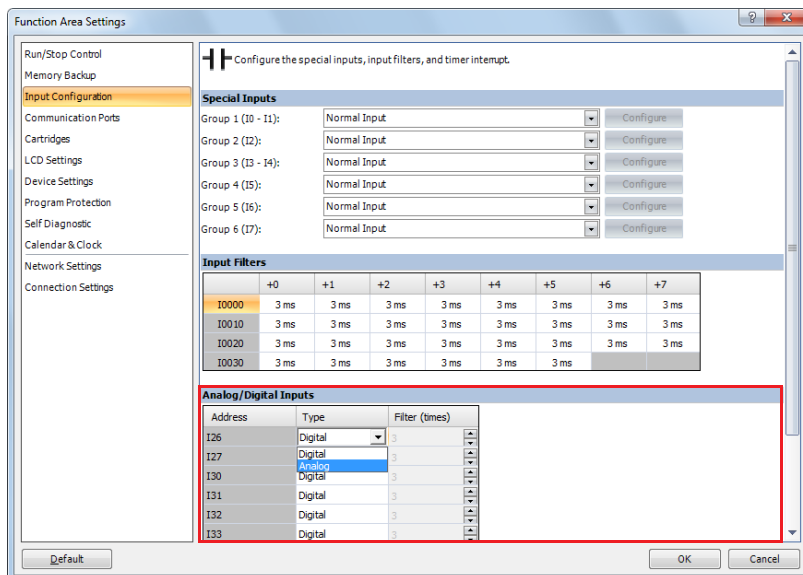 Function Area Settings
Run/Stop Control
Memory Backup
Input Configuration
Communication Ports
Cartridges
LCD Settings
Device Settings
Program Protection
Self Diagnostic
Calendar & Clock
Network Settings
Connection Settings
Configure the special inputs, input filters, and timer interrupt.
Special Inputs
Group 1 (I0 - I1): Normal Input Configure
Group 2 (I2): Normal Input Configure
Group 3 (I3 - I4): Normal Input Configure
Group 4 (I5): Normal Input Configure
Group 5 (I6): Normal Input Configure
Group 6 (I7): Normal Input Configure
Input Filters
+0 +1 +2 +3 +4 +5 +6 +7
I0000 3 ms 3 ms 3 ms 3 ms 3 ms 3 ms 3 ms 3 ms
I0010 3 ms 3 ms 3 ms 3 ms 3 ms 3 ms 3 ms 3 ms
I0020 3 ms 3 ms 3 ms 3 ms 3 ms 3 ms 3 ms 3 ms
I0030 3 ms 3 ms 3 ms 3 ms 3 ms 3 ms
Analog/Digital Inputs
Address Type Filter (times)
I26 Digital 3
I27 Digital 3
Analog
I30 Digital 3
I31 Digital 3
I32 Digital 3
I33 Digital 3
Default OK Cancel